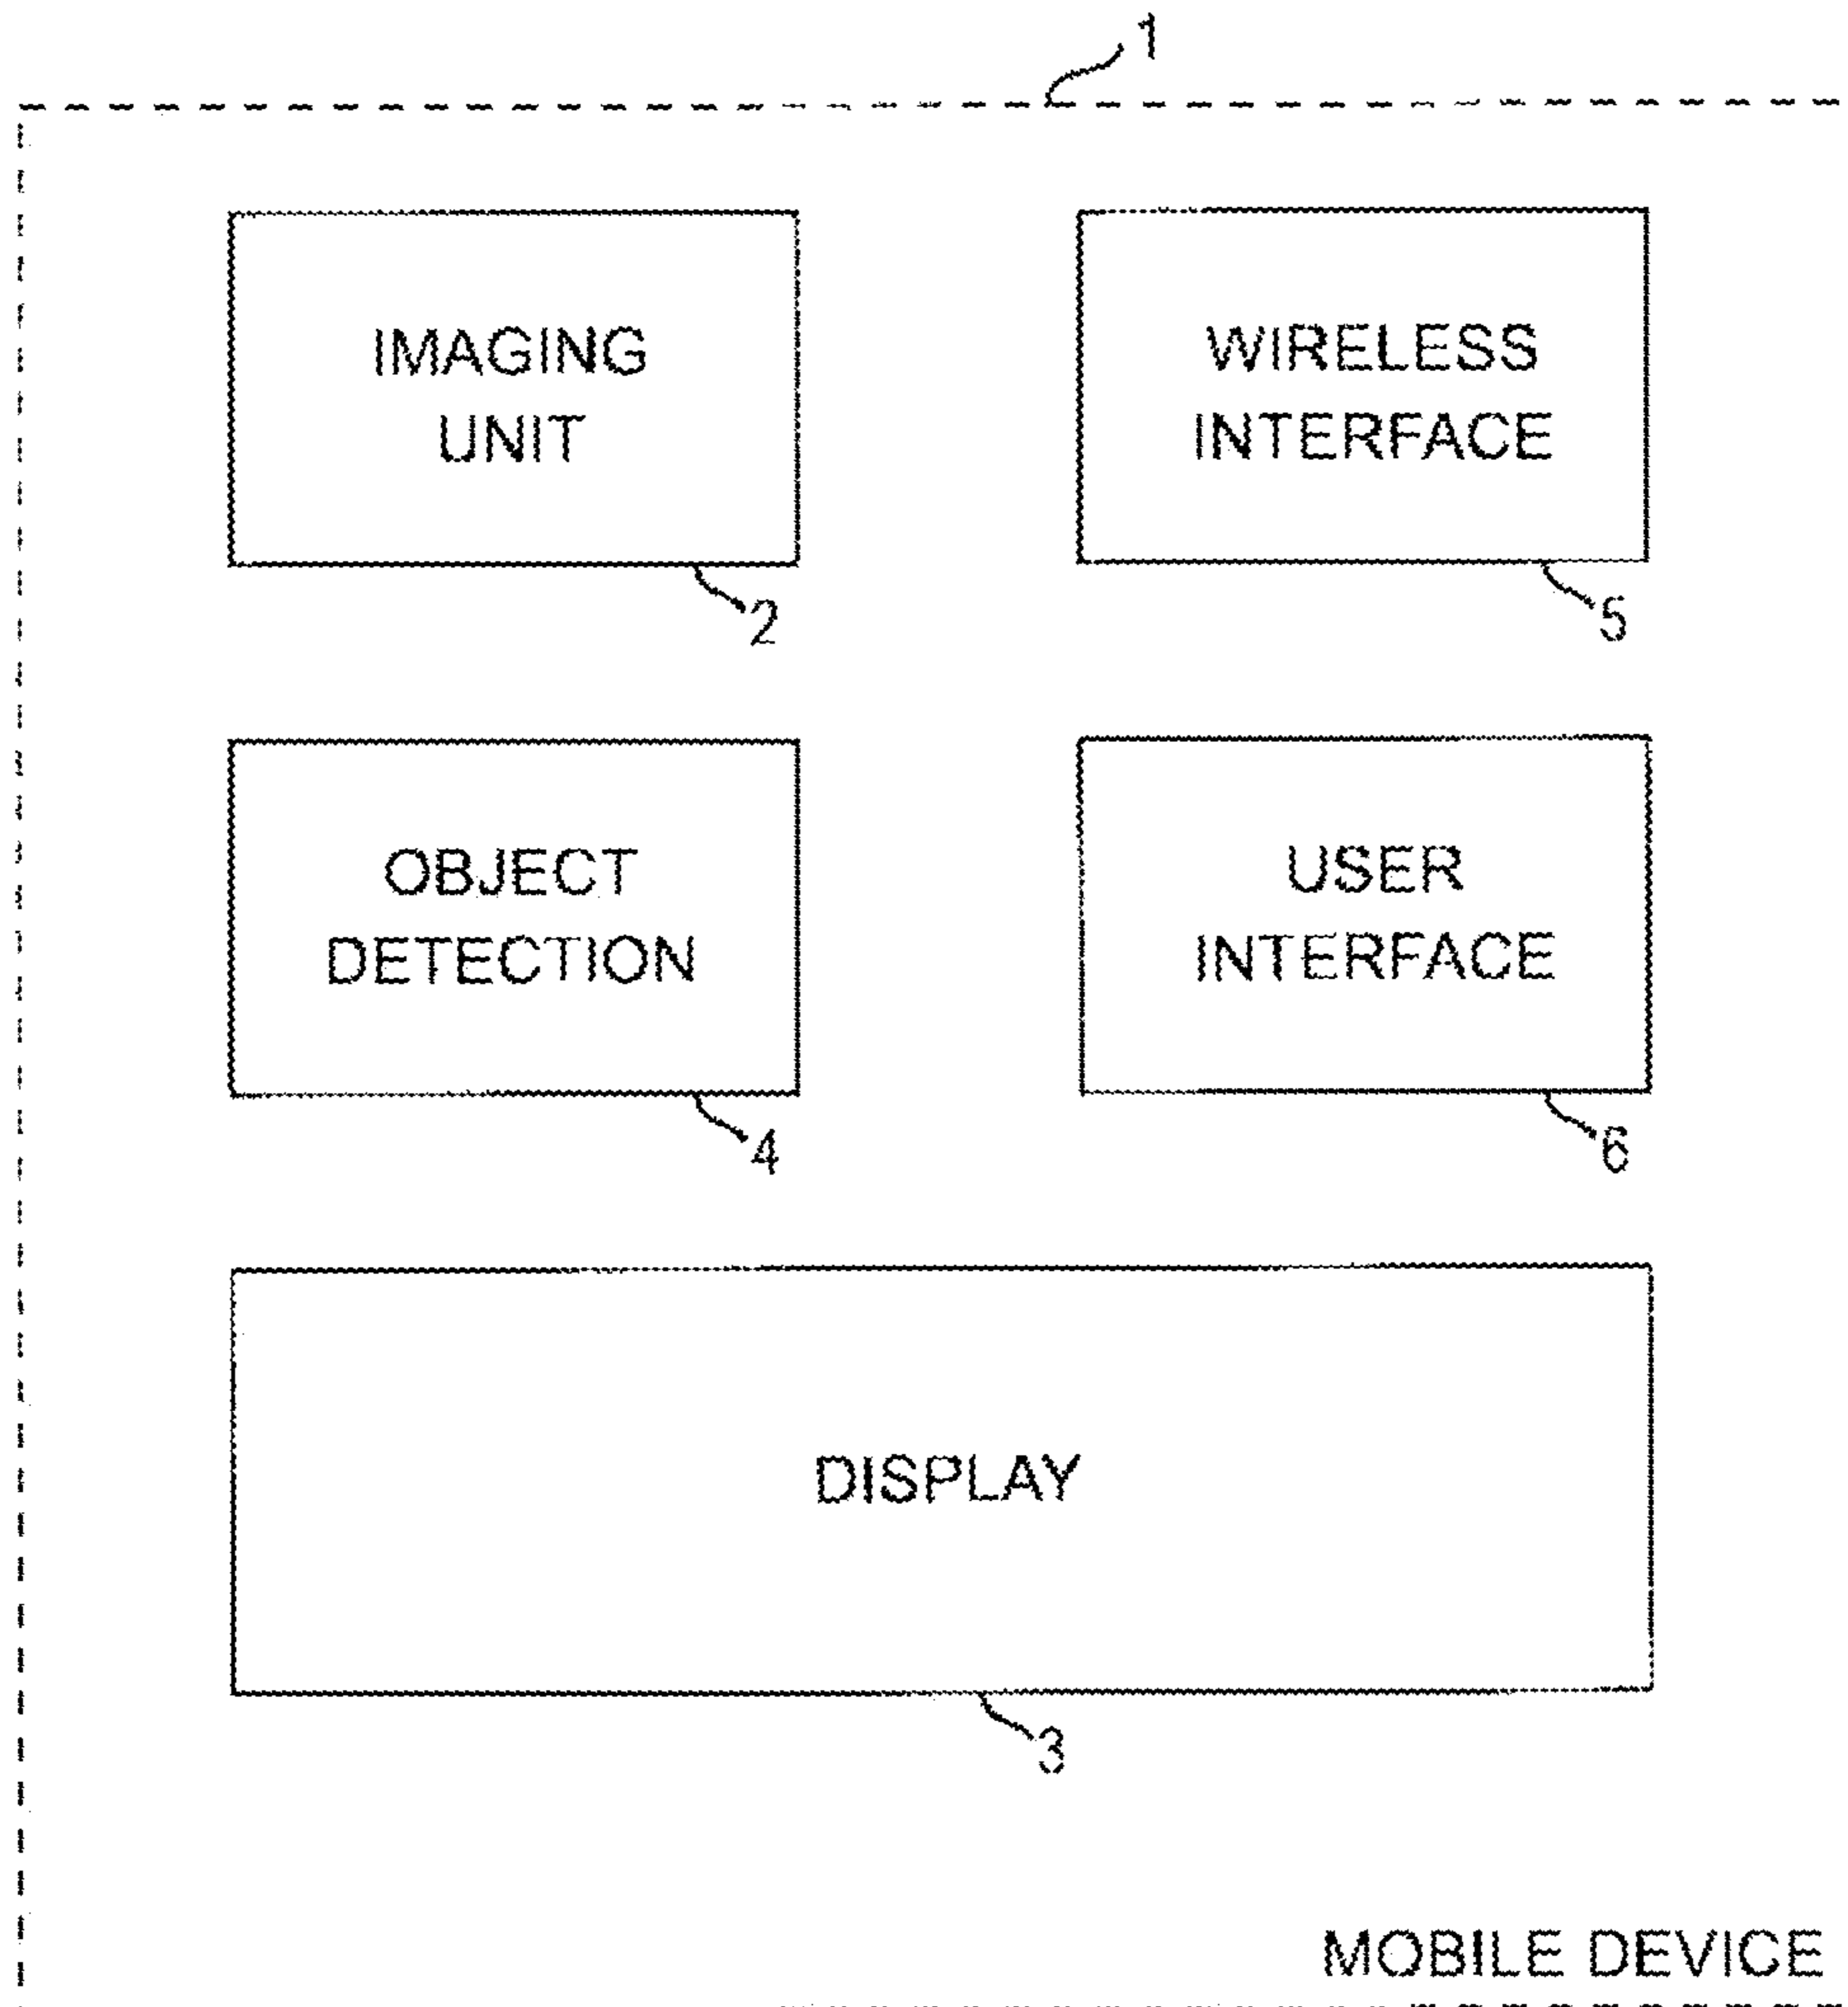 1
IMAGING
UNIT
2
WIRELESS
INTERFACE
5
OBJECT
DETECTION
4
USER
INTERFACE
6
DISPLAY
3
MOBILE DEVICE